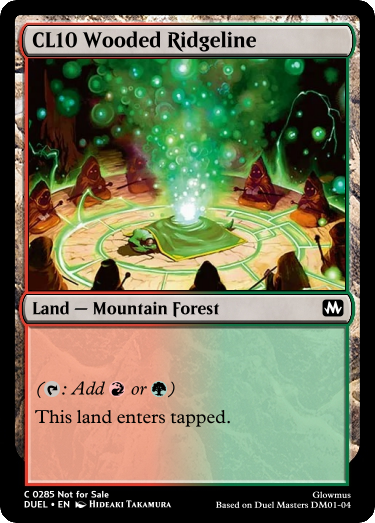 CL10 Wooded Ridgeline
Land — Mountain Forest
(: Add or )
This land enters tapped.
C 0285 Not for Sale
Glowmus
DUEL • EN Hideaki Takamura
Based on Duel Masters DM01-04